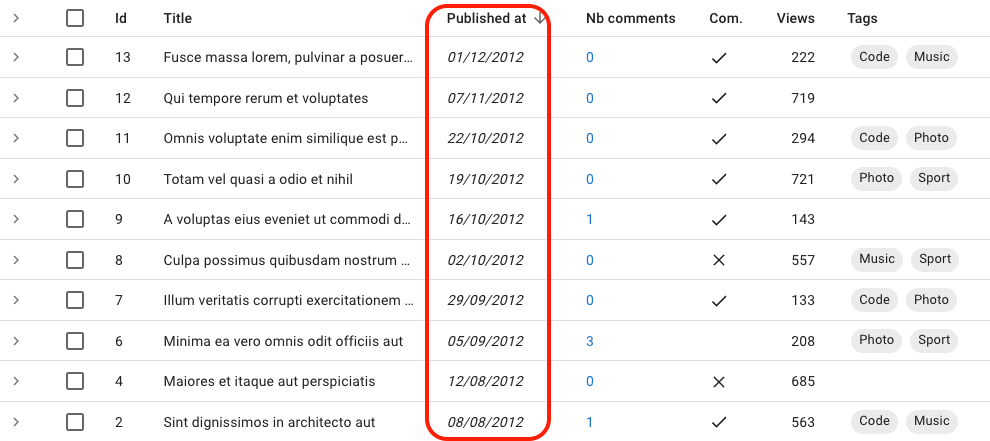 Id Title Published at Nb comments Com. Views Tags
13 Fusce massa lorem, pulvinar a posuer… 01/12/2012 0 222 Code Music
12 Qui tempore rerum et voluptates 07/11/2012 0 719
11 Omnis voluptate enim similique est p… 22/10/2012 0 294 Code Photo
10 Totam vel quasi a odio et nihil 19/10/2012 0 721 Photo Sport
9 A voluptas eius eveniet ut commodi d… 16/10/2012 1 143
8 Culpa possimus quibusdam nostrum … 02/10/2012 0 557 Music Sport
7 Illum veritatis corrupti exercitationem … 29/09/2012 0 133 Code Photo
6 Minima ea vero omnis odit officiis aut 05/09/2012 3 208 Photo Sport
4 Maiores et itaque aut perspiciatis 12/08/2012 0 685
2 Sint dignissimos in architecto aut 08/08/2012 1 563 Code Music